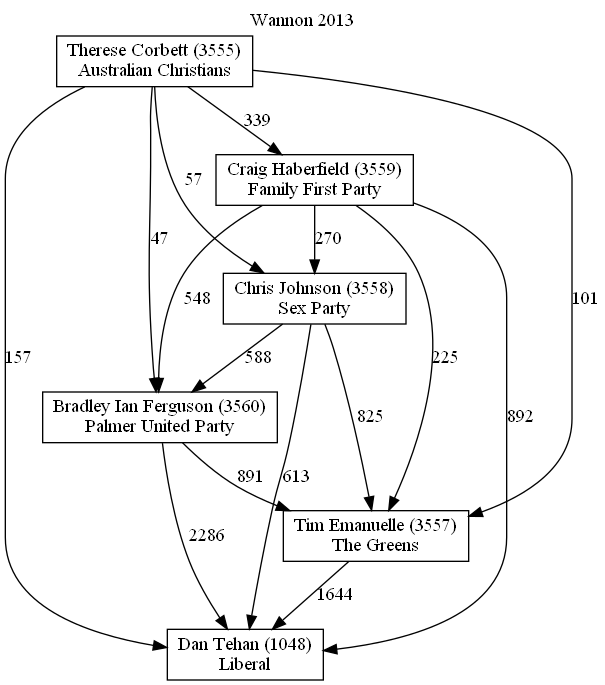 Wannon 2013
Therese Corbett (3555)
Australian Christians
339
Craig Haberfield (3559)
Family First Party
57
47
270
Chris Johnson (3558)
Sex Party
548
101
157
588
225
Bradley Ian Ferguson (3560)
Palmer United Party
825
892
891
613
Tim Emanuelle (3557)
The Greens
2286
1644
Dan Tehan (1048)
Liberal